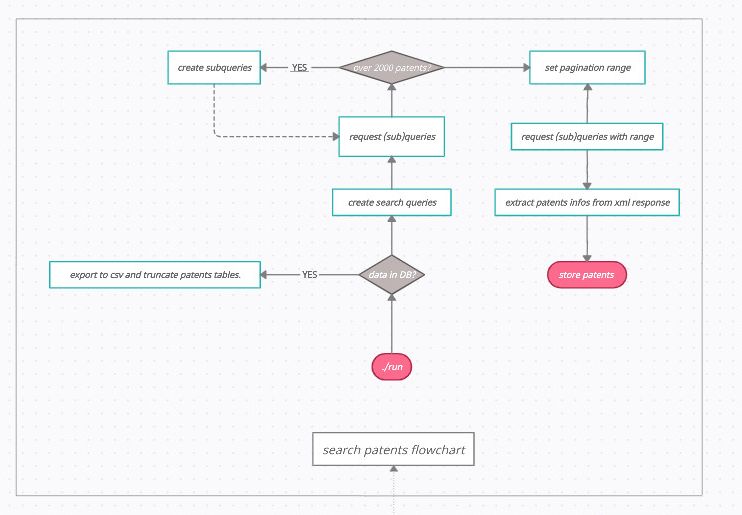 create subqueries
YES
over 2000 patents?
set pagination range
request (sub)queries
request (sub)queries with range
create search queries
extract patents infos from xml response
export to csv and truncate patents tables.
YES
data in DB?
store patents
./run
search patents flowchart